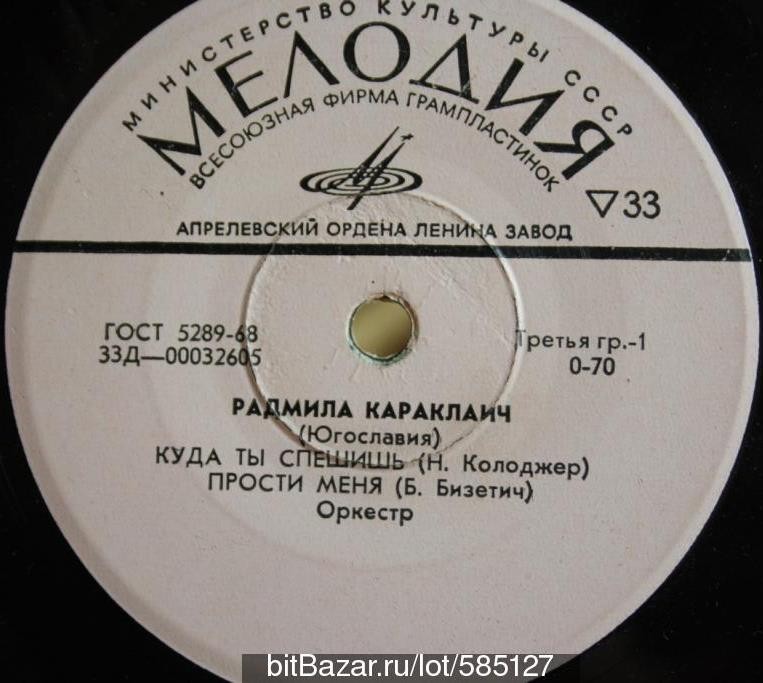 МИНИСТЕРСТВО КУЛЬТУРЫ СССР
МЕЛОДИЯ
ВСЕСОЮЗНАЯ ФИРМА ГРАМПЛАСТИНОК
▽33
АПРЕЛЕВСКИЙ ОРДЕНА ЛЕНИНА ЗАВОД
ГОСТ 5289-68
33Д—00032605
Третья гр.-1
0-70
РАДМИЛА КАРАКЛАИЧ
(Югославия)
КУДА ТЫ СПЕШИШЬ (Н. Колоджер)
ПРОСТИ МЕНЯ (Б. Бизетич)
Оркестр
bitBazar.ru/lot/585127